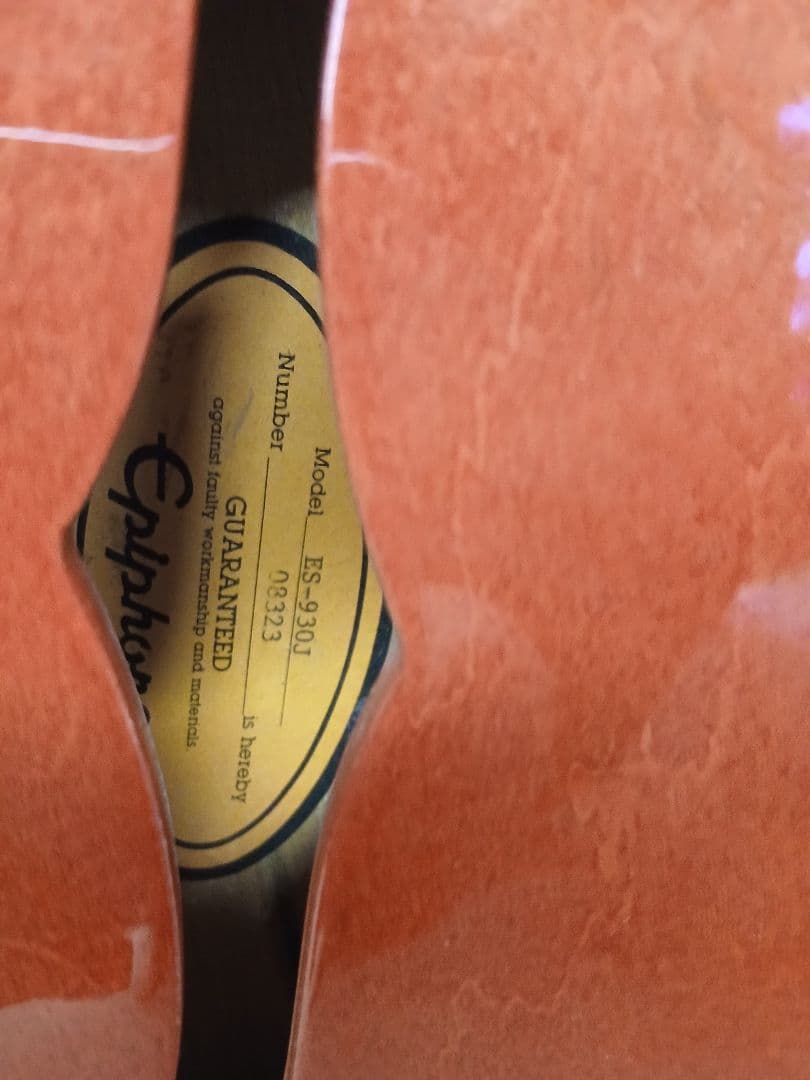 Model ES-930J
Number 08323
is hereby
GUARANTEED
against faulty workmanship and materials.